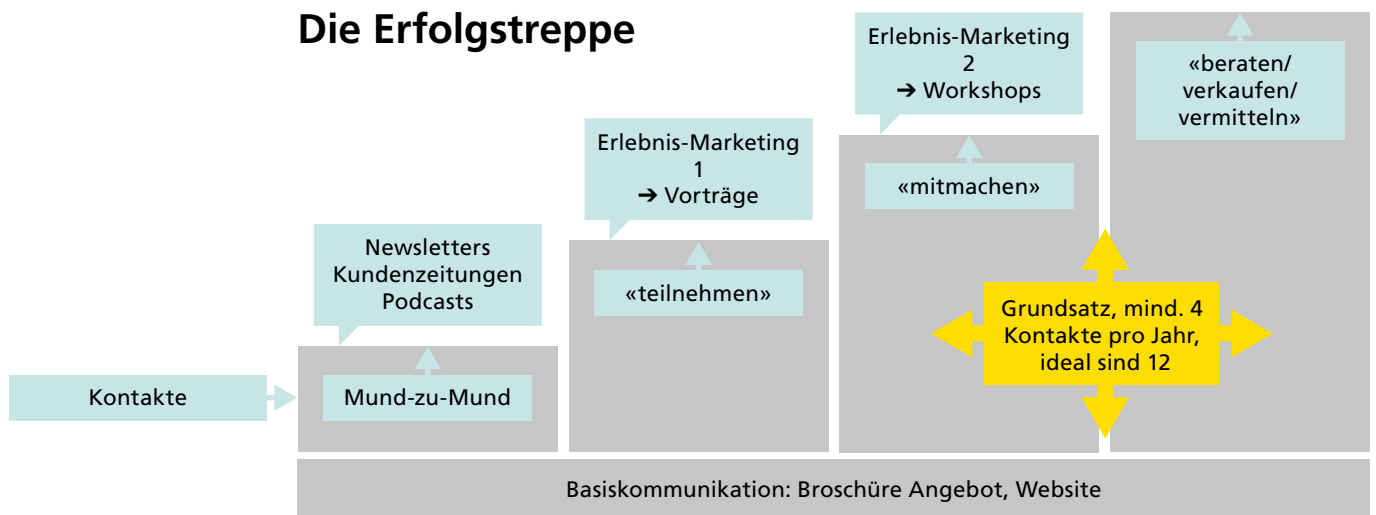 Die Erfolgstreppe
Erlebnis-Marketing
2
➔ Workshops
«beraten/
verkaufen/
vermitteln»
Erlebnis-Marketing
1
➔ Vorträge
«mitmachen»
Newsletters
Kundenzeitungen
Podcasts
«teilnehmen»
Grundsatz, mind. 4
Kontakte pro Jahr,
ideal sind 12
Kontakte
Mund-zu-Mund
Basiskommunikation: Broschüre Angebot, Website